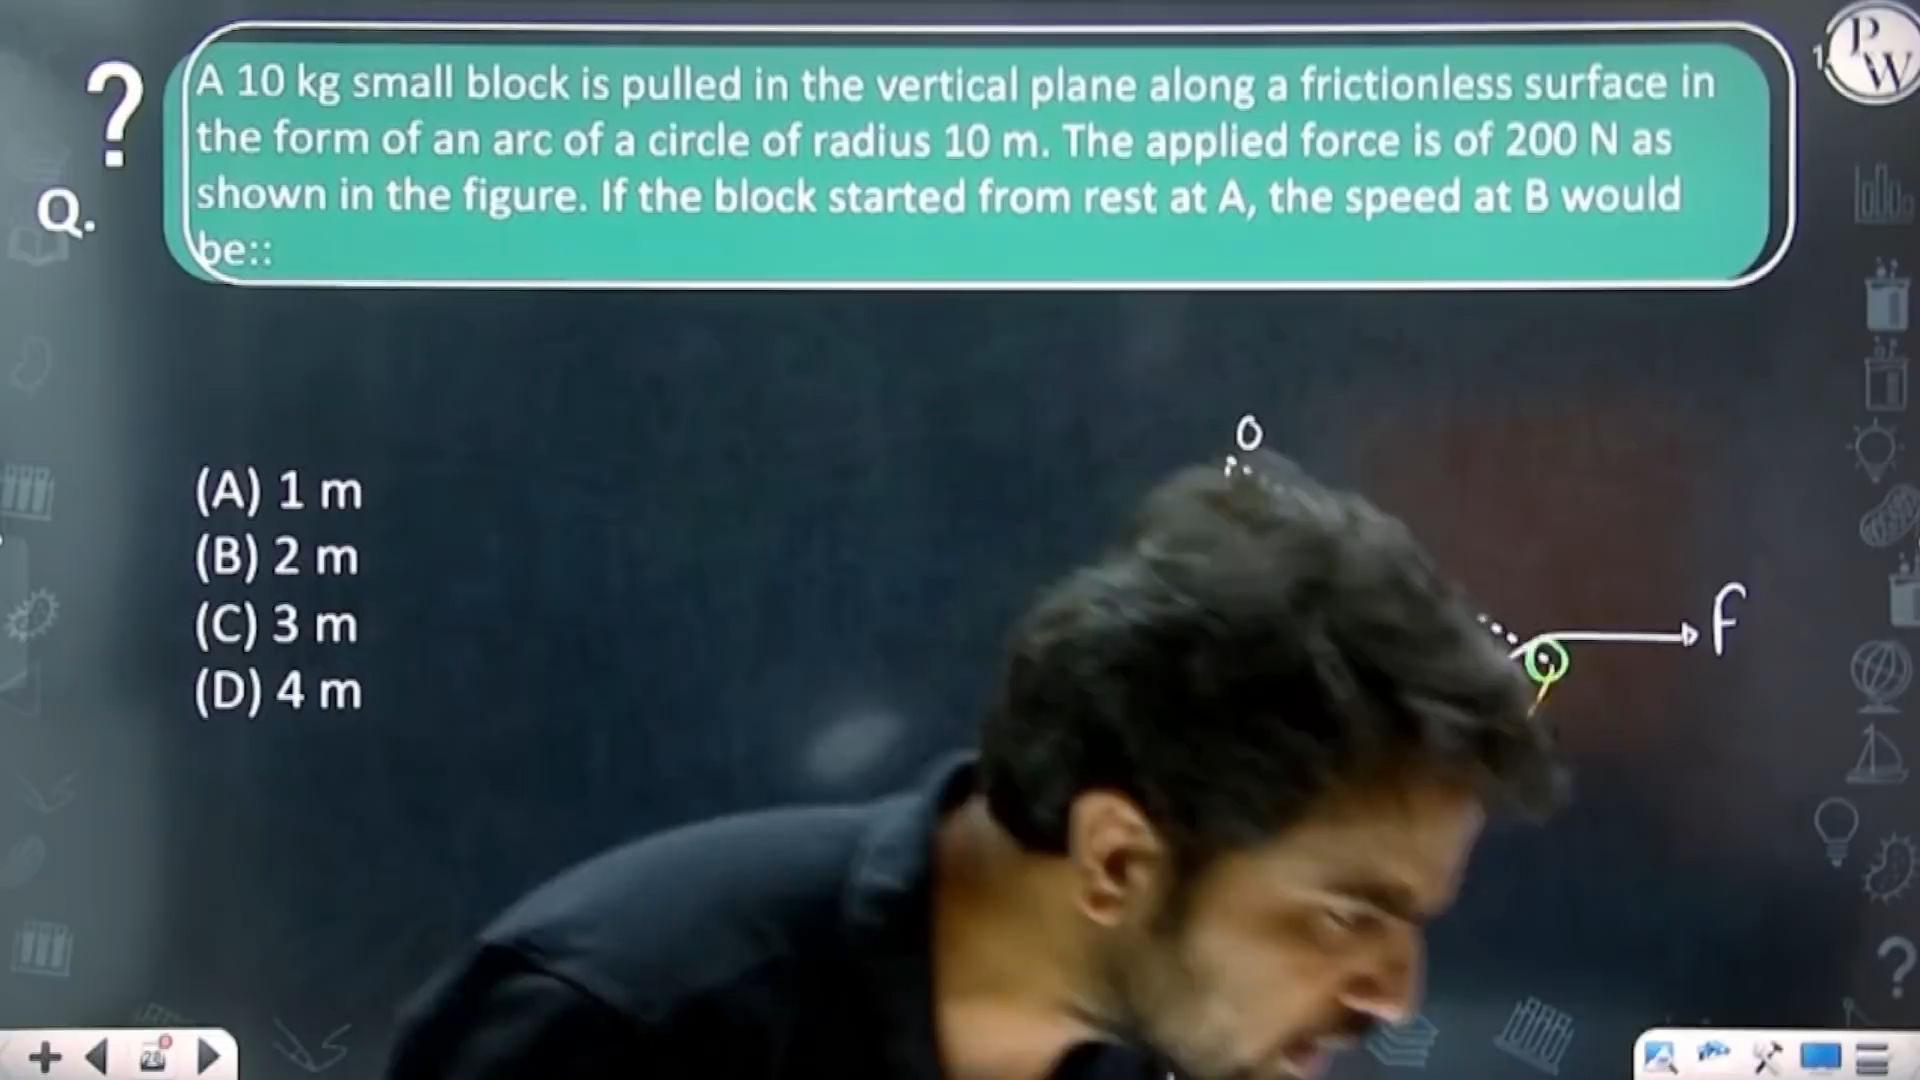 ?
Q.
A 10 kg small block is pulled in the vertical plane along a frictionless surface in
the form of an arc of a circle of radius 10 m. The applied force is of 200 N as
shown in the figure. If the block started from rest at A, the speed at B would
be::
PW
(A) 1 m
(B) 2 m
(C) 3 m
(D) 4 m
O
F